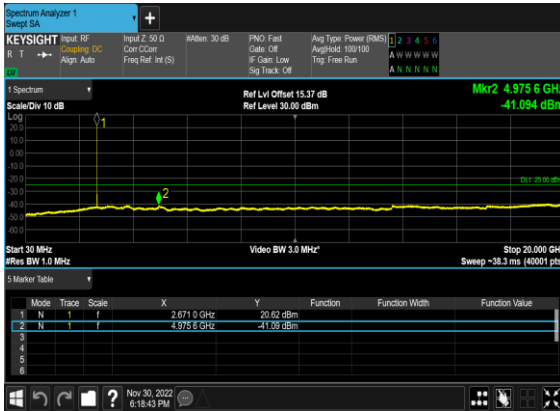 Spectrum Analyzer 1
Swept SA
KEYSIGHT
R T
Input: RF
Coupling: DC
Align: Auto
Input Z: 50 Ω
Corr CCorr
Freq Ref: Int (S)
#Atten: 30 dB
PNO: Fast
Gate: Off
IF Gain: Low
Sig Track: Off
Avg Type: Power (RMS)
Avg|Hold: 100/100
Trig: Free Run
1 2 3 4 5 6
A W W W W W
A N N N N N
1 Spectrum
Scale/Div 10 dB
Ref Lvl Offset 15.37 dB
Ref Level 30.00 dBm
Mkr2 4.975 6 GHz
-41.094 dBm
Log
20.0
10.0
0.00
-10.0
-20.0
-30.0
-40.0
-50.0
-60.0
1
2
DL1 -25.00 dBm
Start 30 MHz
#Res BW 1.0 MHz
Video BW 3.0 MHz*
Stop 20.000 GHz
Sweep ~38.3 ms (40001 pts)
5 Marker Table
Mode Trace Scale X Y Function Function Width Function Value
1 N 1 f 2.671 0 GHz 20.62 dBm
2 N 1 f 4.975 6 GHz -41.09 dBm
3
4
5
6
?
Nov 30, 2022
6:18:43 PM